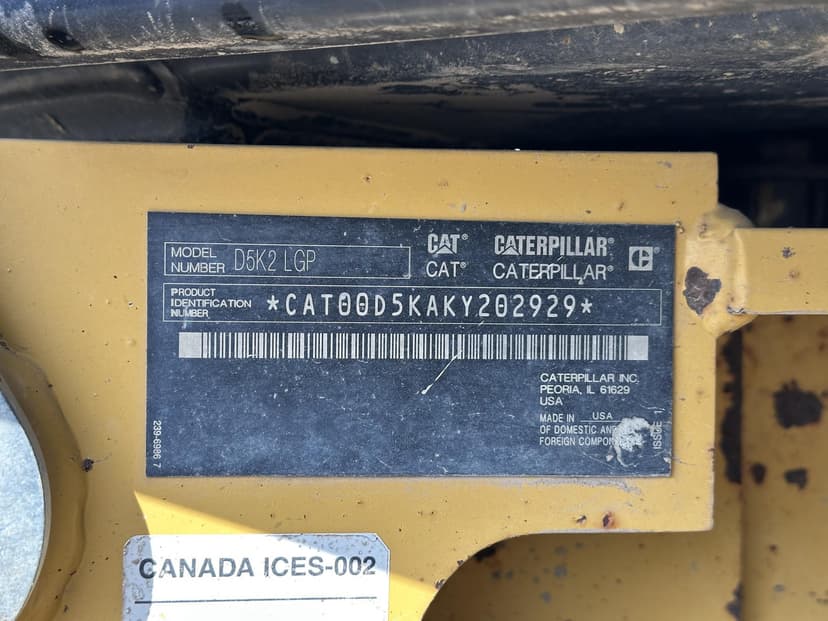 MODEL NUMBER D5K2 LGP
CAT® CATERPILLAR® C
CAT® CATERPILLAR®
PRODUCT
IDENTIFICATION
NUMBER
*CAT00D5KAKY202929*
CATERPILLAR INC.
PEORIA, IL 61629
USA
MADE IN USA
OF DOMESTIC AND
FOREIGN
239-6986 7
ISSUE
CANADA ICES-002